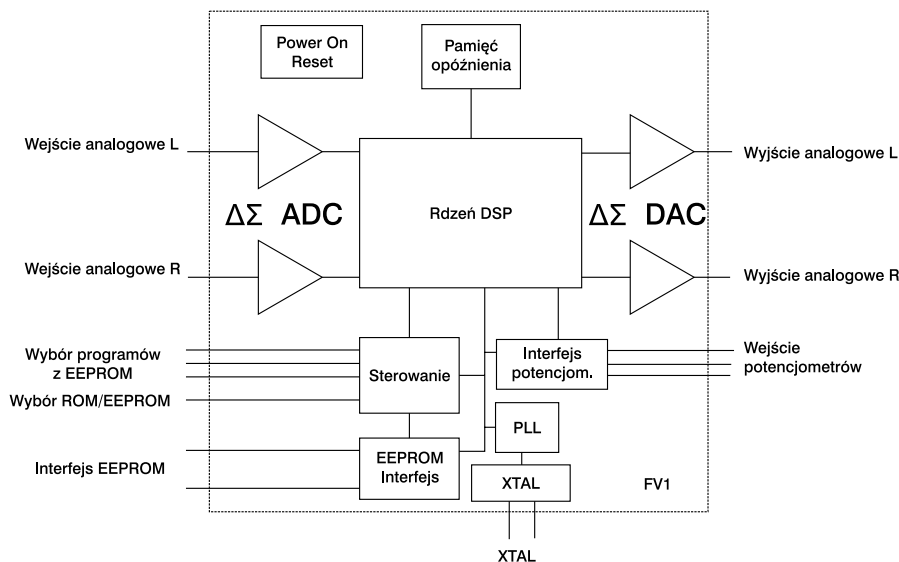 Power On
Reset
Pamięć
opóźnienia
Wejście analogowe L
Wyjście analogowe L
ΔΣ ADC
Rdzeń DSP
ΔΣ DAC
Wejście analogowe R
Wyjście analogowe R
Wybór programów
z EEPROM
Sterowanie
Interfejs
potencjom.
Wejście
potencjometrów
Wybór ROM/EEPROM
PLL
Interfejs EEPROM
EEPROM
Interfejs
XTAL
FV1
XTAL